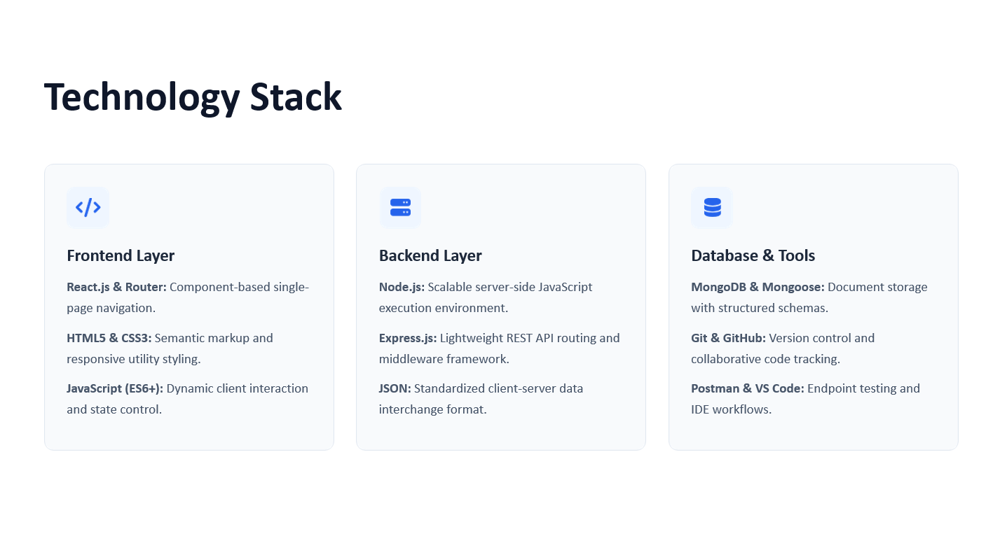 Technology Stack
Frontend Layer
React.js & Router: Component-based single-
page navigation.
HTML5 & CSS3: Semantic markup and
responsive utility styling.
JavaScript (ES6+): Dynamic client interaction
and state control.
Backend Layer
Node.js: Scalable server-side JavaScript
execution environment.
Express.js: Lightweight REST API routing and
middleware framework.
JSON: Standardized client-server data
interchange format.
Database & Tools
MongoDB & Mongoose: Document storage
with structured schemas.
Git & GitHub: Version control and
collaborative code tracking.
Postman & VS Code: Endpoint testing and
IDE workflows.